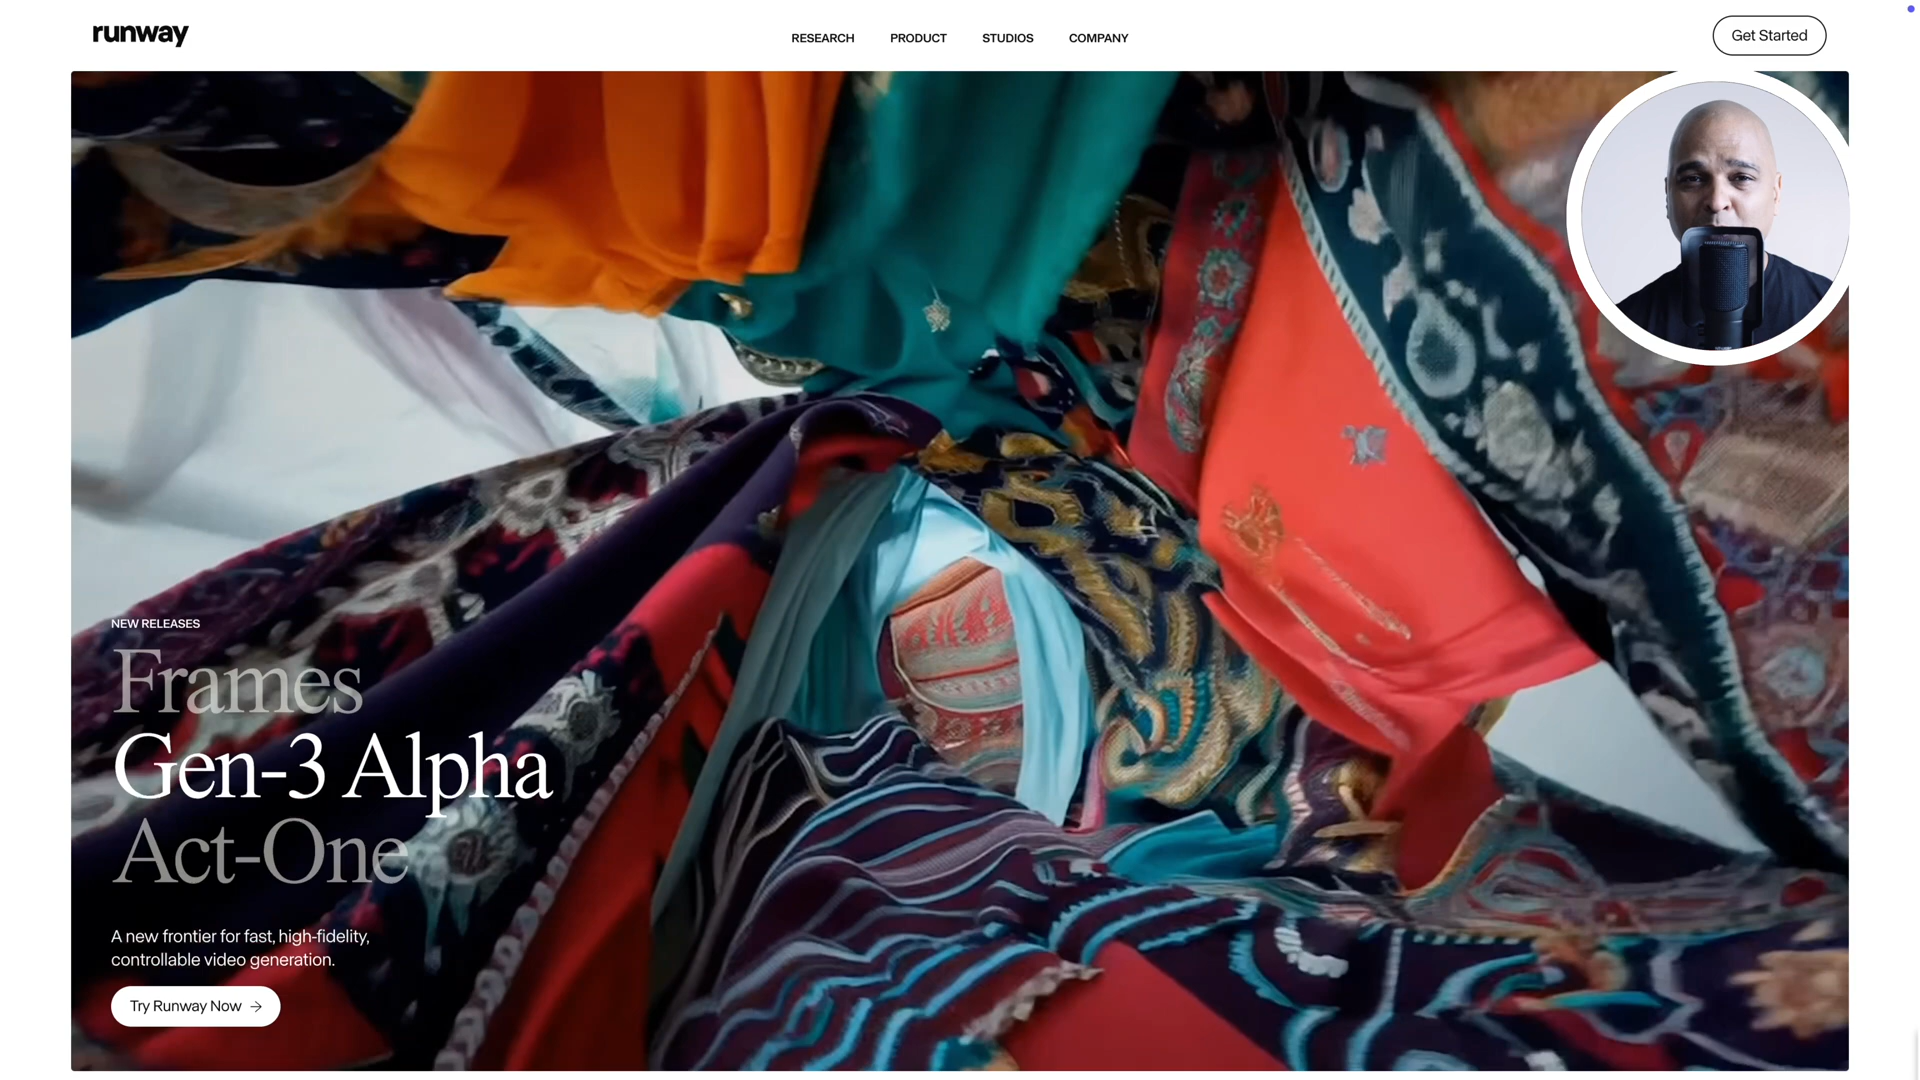 runway
RESEARCH
PRODUCT
STUDIOS
COMPANY
Get Started
NEW RELEASES
Frames
Gen-3 Alpha
Act-One
A new frontier for fast, high-fidelity,
controllable video generation.
Try Runway Now →